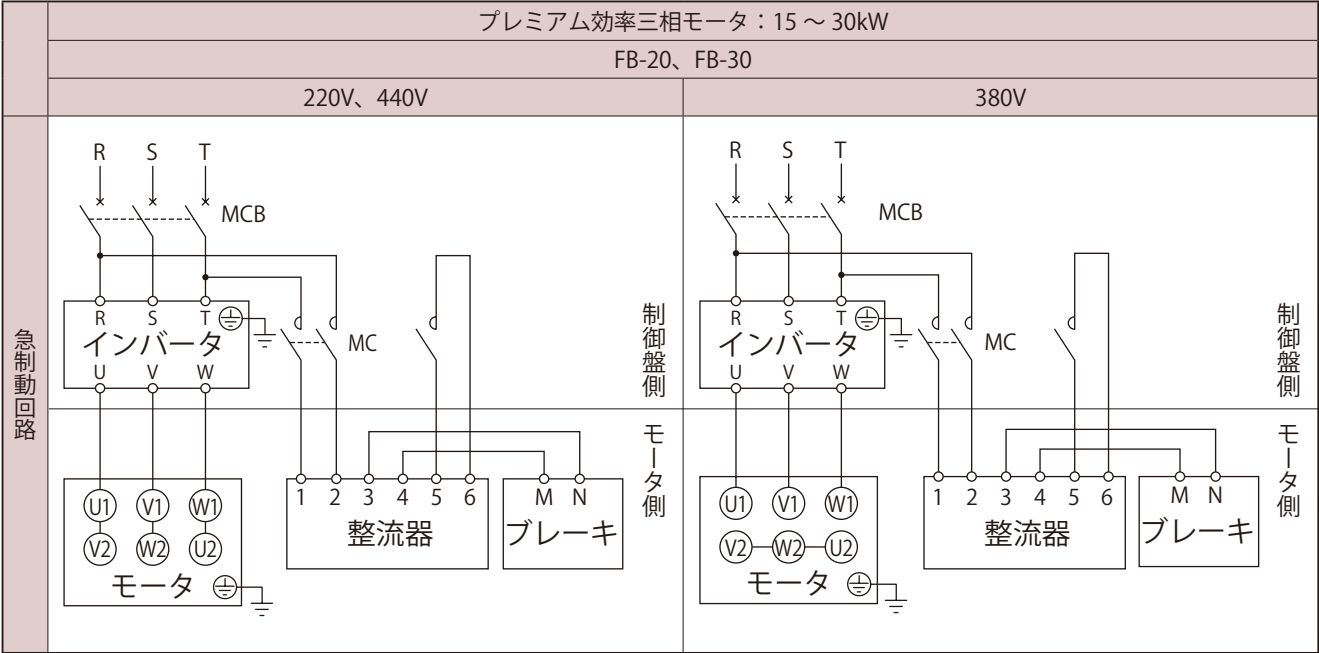 プレミアム効率三相モータ：15 ～ 30kW
FB-20、FB-30
220V、440V
380V
急制動回路
R S T
MCB
R S T
インバータ
U V W
MC
制御盤側
モータ側
U1 V1 W1
V2 W2 U2
モータ
1 2 3 4 5 6
整流器
M N
ブレーキ
R S T
MCB
R S T
インバータ
U V W
MC
制御盤側
モータ側
U1 V1 W1
V2 W2 U2
モータ
1 2 3 4 5 6
整流器
M N
ブレーキ